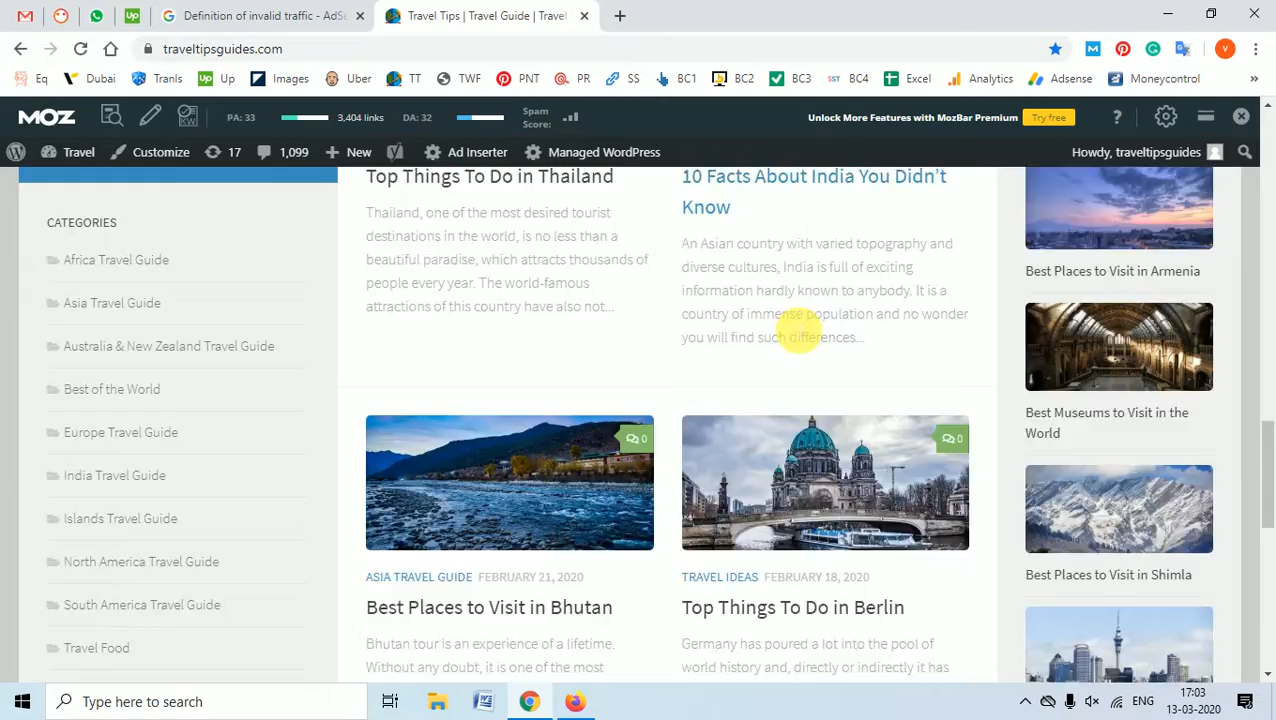 Definition of invalid traffic - AdSe
Travel Tips | Travel Guide | Travel
traveltipsguides.com
Eq
Dubai
Tranls
Up
Images
Uber
TT
TWF
PNT
PR
SS
BC1
BC2
BC3
BC4
Excel
Analytics
Adsense
Moneycontrol
MOZ
PA: 33
3,404 links
DA: 32
Spam
Score:
Unlock More Features with MozBar Premium
Try free
Travel
Customize
17
1,099
New
Ad Inserter
Managed WordPress
Howdy, traveltipsguides
CATEGORIES
Africa Travel Guide
Asia Travel Guide
Australia New Zealand Travel Guide
Best of the World
Europe Travel Guide
India Travel Guide
Islands Travel Guide
North America Travel Guide
South America Travel Guide
Travel Food
Top Things To Do in Thailand
Thailand, one of the most desired tourist
destinations in the world, is no less than a
beautiful paradise, which attracts thousands of
people every year. The world-famous
attractions of this country have also not...
10 Facts About India You Didn't
Know
An Asian country with varied topography and
diverse cultures, India is full of exciting
information hardly known to anybody. It is a
country of immense population and no wonder
you will find such differences...
0
ASIA TRAVEL GUIDE FEBRUARY 21, 2020
Best Places to Visit in Bhutan
Bhutan tour is an experience of a lifetime.
Without any doubt, it is one of the most
0
TRAVEL IDEAS FEBRUARY 18, 2020
Top Things To Do in Berlin
Germany has poured a lot into the pool of
world history and, directly or indirectly it has
Best Places to Visit in Armenia
Best Museums to Visit in the
World
Best Places to Visit in Shimla
Type here to search
ENG
17:03
13-03-2020